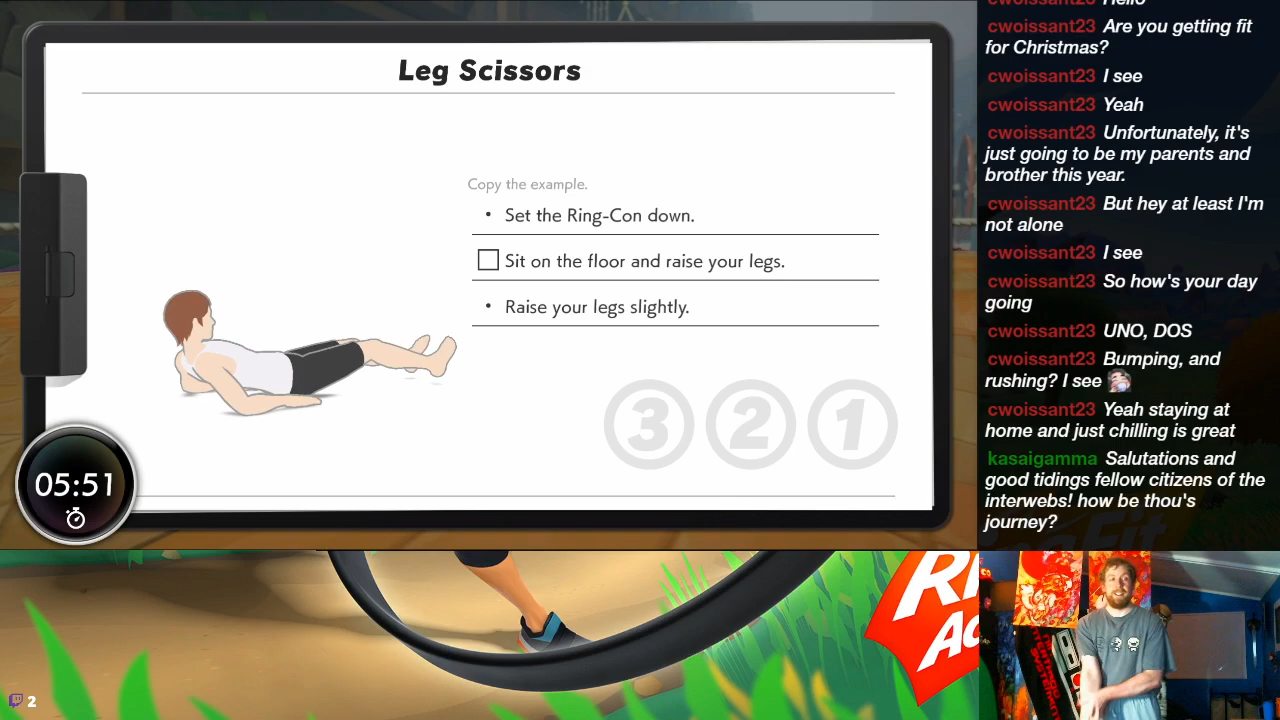 Leg Scissors
Copy the example.
• Set the Ring-Con down.
Sit on the floor and raise your legs.
• Raise your legs slightly.
3 2 1
05:51
2
cwoissant23 Hello
cwoissant23 Are you getting fit
for Christmas?
cwoissant23 I see
cwoissant23 Yeah
cwoissant23 Unfortunately, it's
just going to be my parents and
brother this year.
cwoissant23 But hey at least I'm
not alone
cwoissant23 I see
cwoissant23 So how's your day
going
cwoissant23 UNO, DOS
cwoissant23 Bumping, and
rushing? I see
cwoissant23 Yeah staying at
home and just chilling is great
kasaigamma Salutations and
good tidings fellow citizens of the
interwebs! how be thou's
journey?